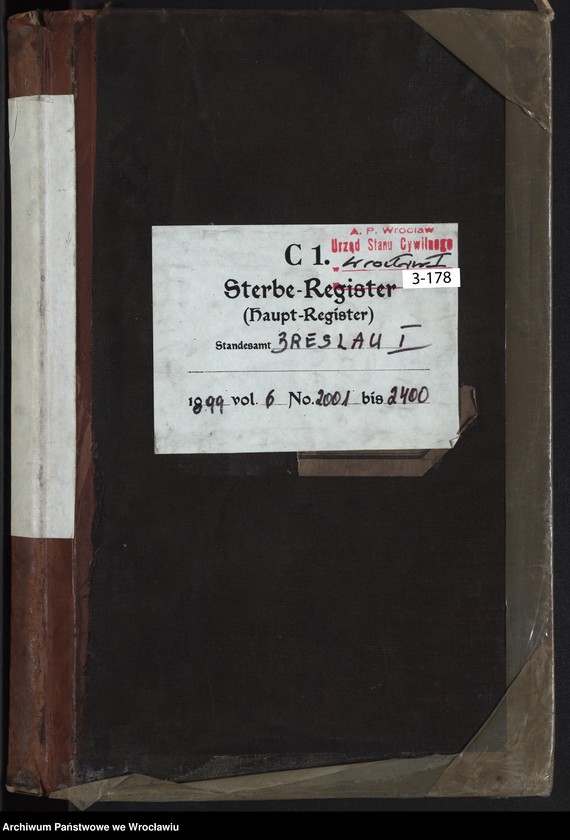 A. P. Wrocław
Urząd Stanu Cywilnego
C 1.
w Wrocław I
3-178
Sterbe-Register
(Haupt-Register)
Standesamt BRESLAU I
1899 vol. 6 No. 2001 bis 2400
Archiwum Państwowe we Wrocławiu